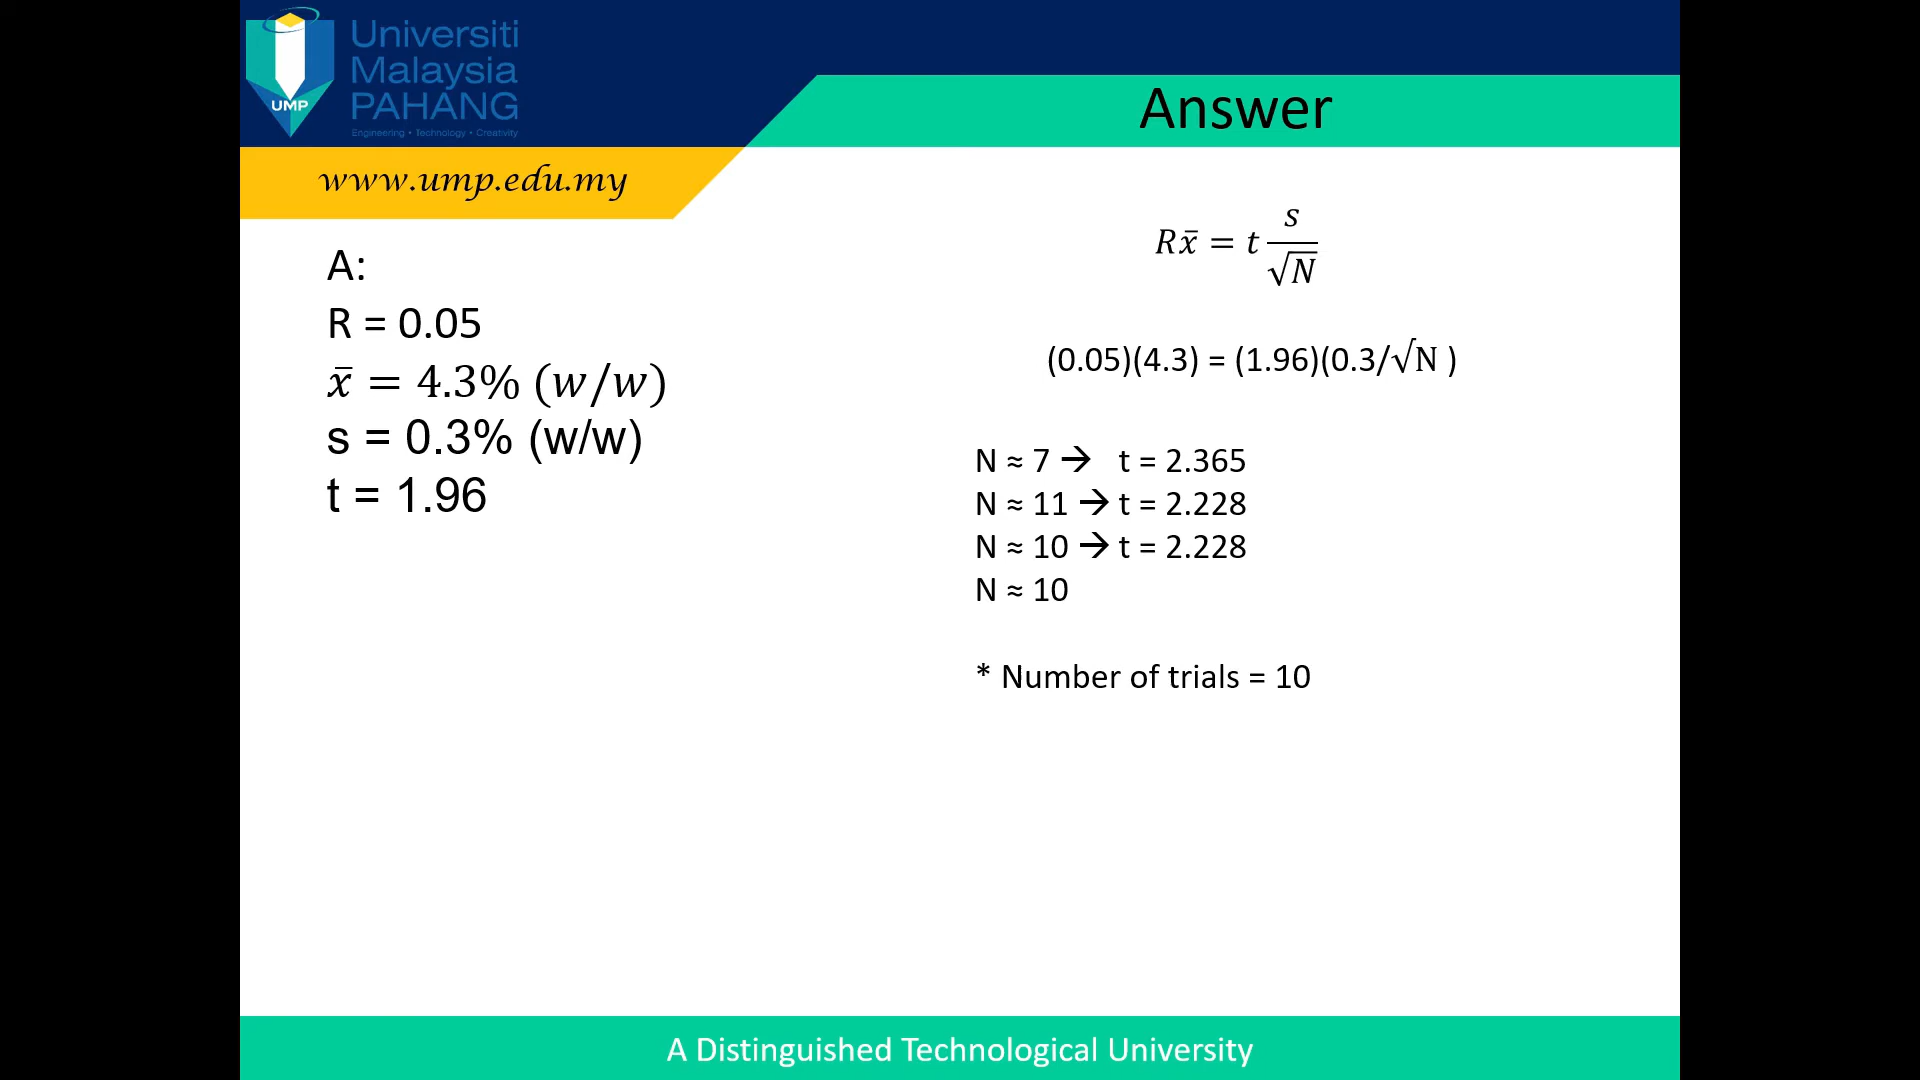 Universiti
Malaysia
PAHANG
Engineering • Technology • Creativity
UMP
Answer
www.ump.edu.my
A:
R = 0.05
x̄ = 4.3% (w/w)
s = 0.3% (w/w)
t = 1.96
Rx̄ = t s/√N
(0.05)(4.3) = (1.96)(0.3/√N )
N ≈ 7 → t = 2.365
N ≈ 11 → t = 2.228
N ≈ 10 → t = 2.228
N ≈ 10
* Number of trials = 10
A Distinguished Technological University